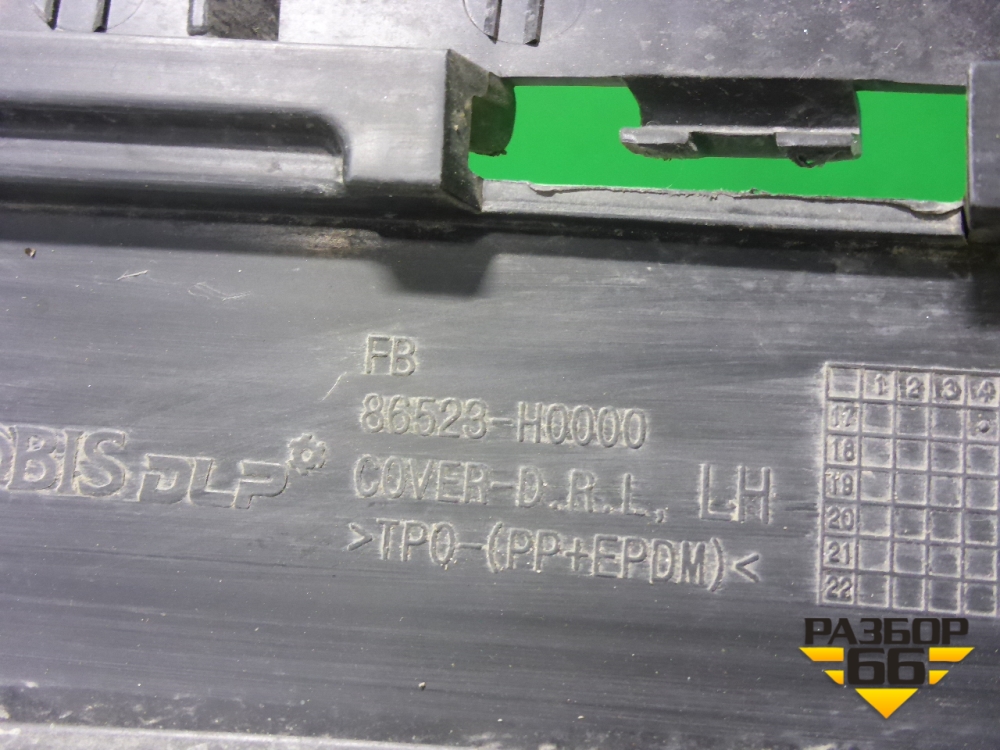 FB
86523-H0000
OBIS DLP
COVER-D.R.L, LH
>TPO-(PP+EPDM)<
1 2 3 4
17
18
19
20
21
22
РАЗБОР
66